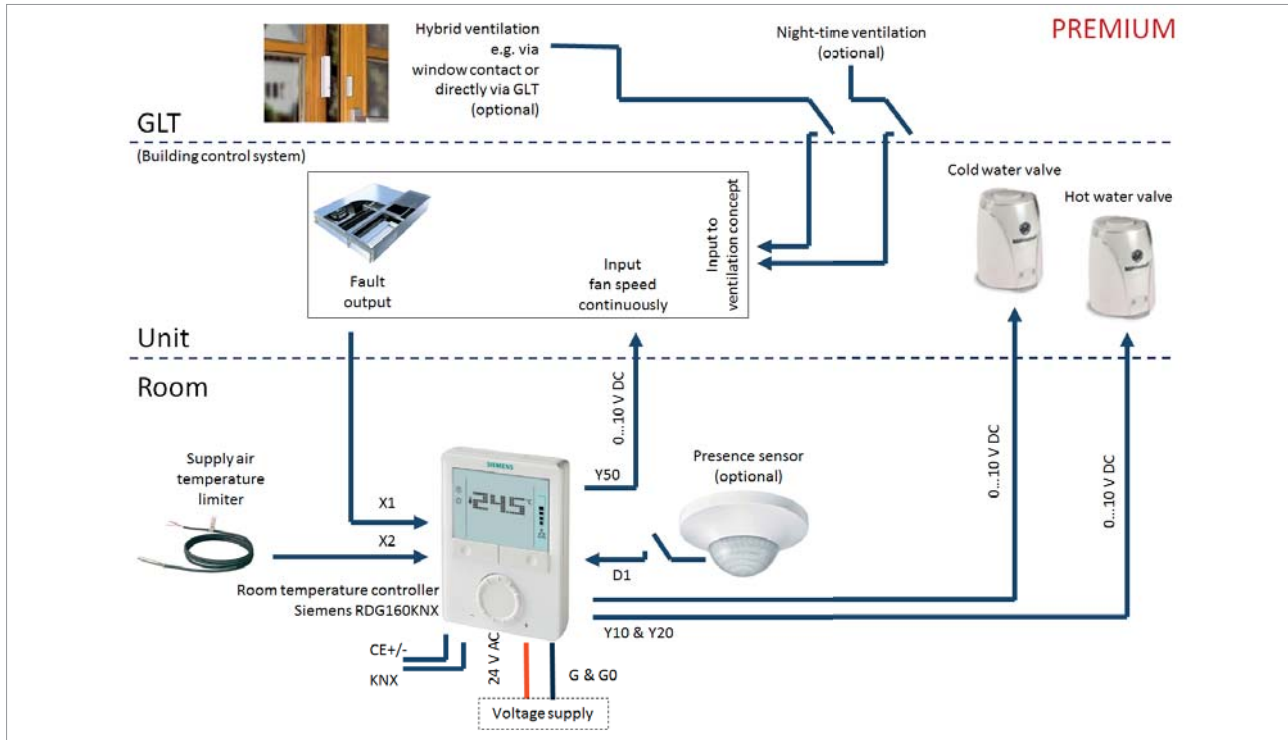 Hybrid ventilation
e.g. via
window contact or
directly via GLT
(optional)
Night-time ventilation
(optional)
PREMIUM
GLT
(Building control system)
Cold water valve
Hot water valve
Input to
ventilation concept
Fault
output
Input
fan speed
continuously
Unit
Room
0...10 V DC
0...10 V DC
0...10 V DC
Supply air
temperature
limiter
SIEMENS
24.5 °C
Y50
Presence sensor
(optional)
X1
X2
D1
Room temperature controller
Siemens RDG160KNX
Y10 & Y20
CE+/-
KNX
24 V AC
G & G0
Voltage supply